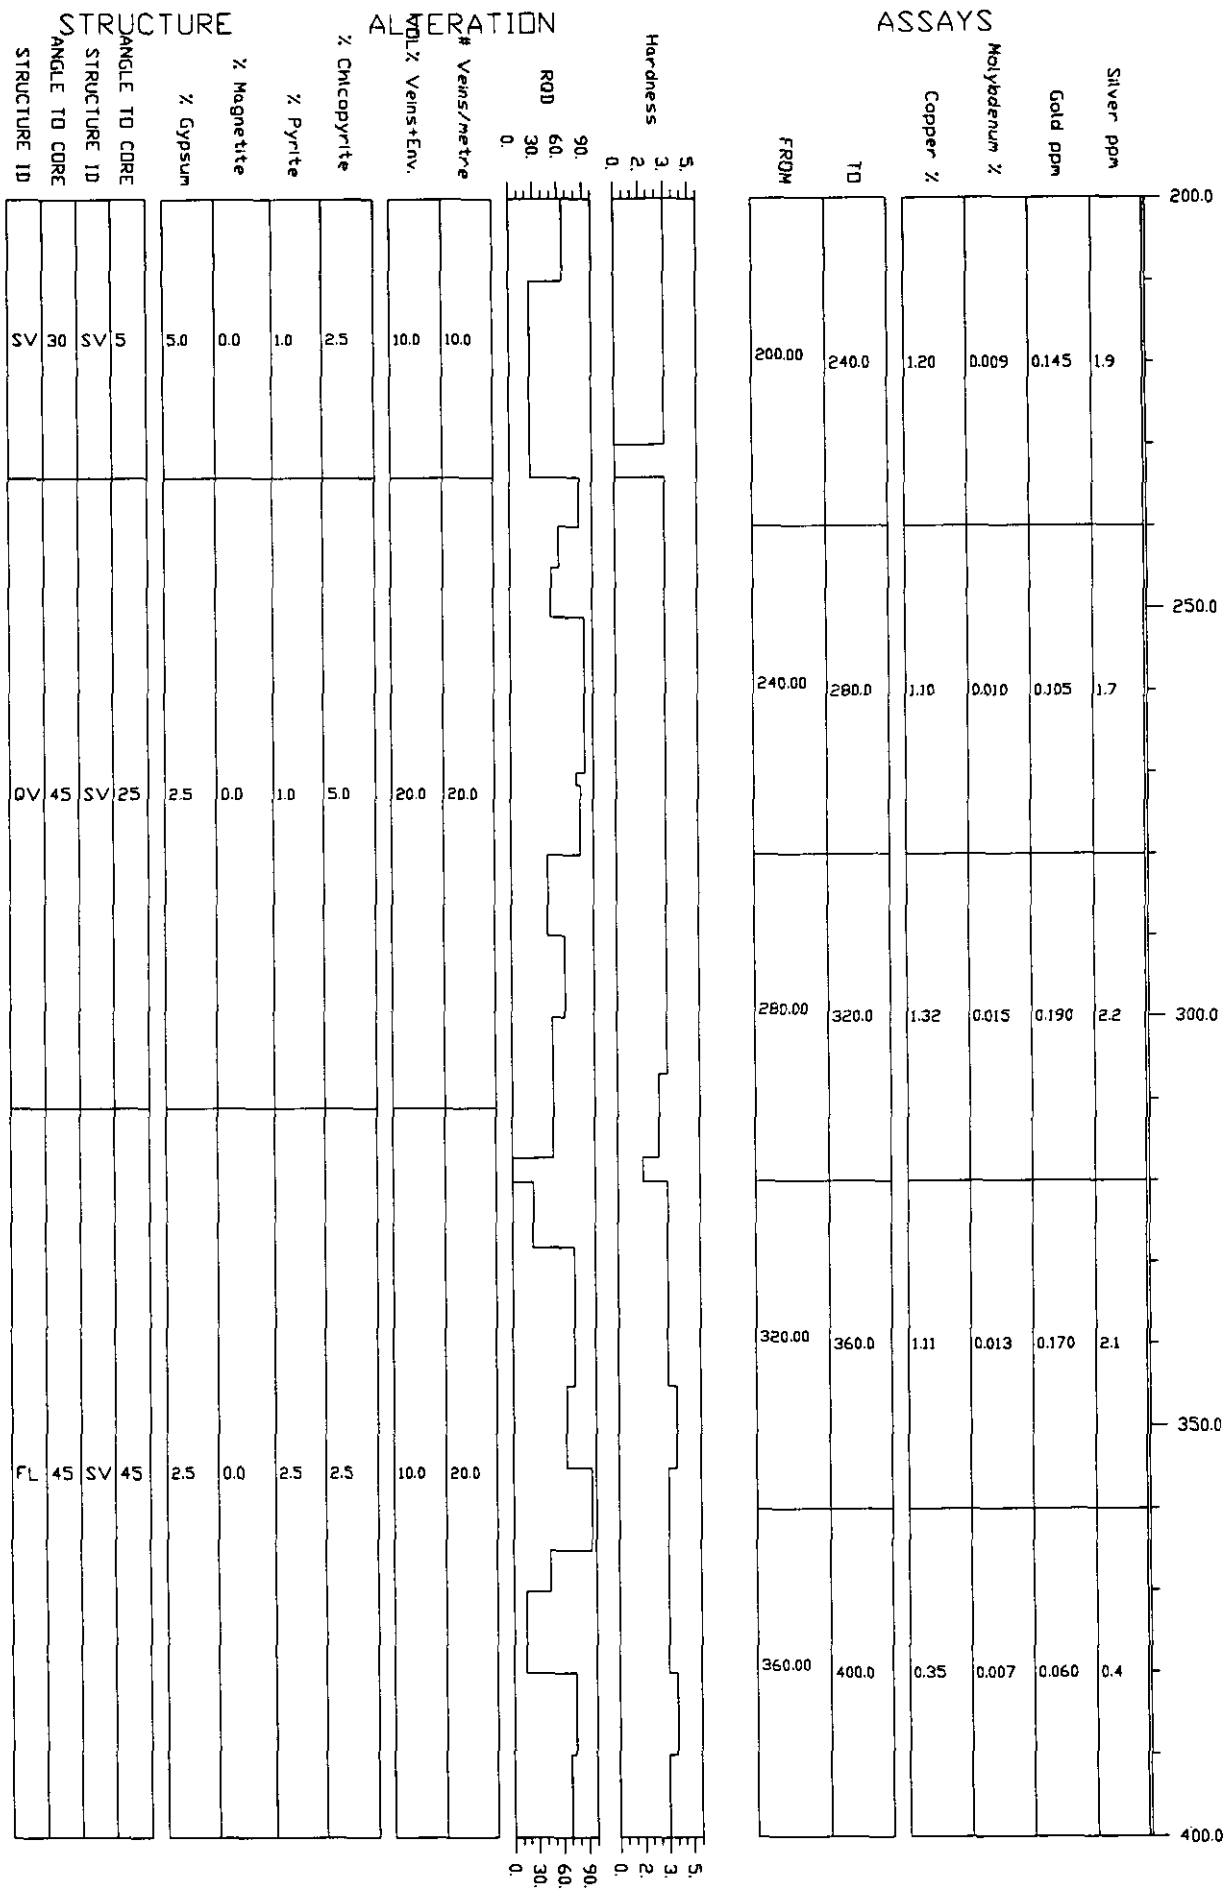 STRUCTURE
ALTERATION
ASSAYS
STRUCTURE ID
ANGLE TO CORE
STRUCTURE ID
ANGLE TO CORE
% Gypsum
% Magnetite
% Pyrite
% Chlcopyrite
VOL% Veins+Env.
# Veins/metre
RQD
Hardness
FROM
TO
Copper %
Molybdenum %
Gold ppm
Silver ppm
0. 30. 60. 90.
0. 2. 3. 5.
200.0
SV 30 SV 5 5.0 0.0 1.0 2.5 10.0 10.0
200.00 240.0 1.20 0.009 0.145 1.9
250.0
240.00 280.0 1.10 0.010 0.105 1.7
QV 45 SV 25 2.5 0.0 1.0 5.0 20.0 20.0
280.00 320.0 1.32 0.015 0.190 2.2
300.0
320.00 360.0 1.11 0.013 0.170 2.1
350.0
FL 45 SV 45 2.5 0.0 2.5 2.5 10.0 20.0
360.00 400.0 0.35 0.007 0.060 0.4
400.0
0. 30. 60. 90.
0. 2. 3. 5.